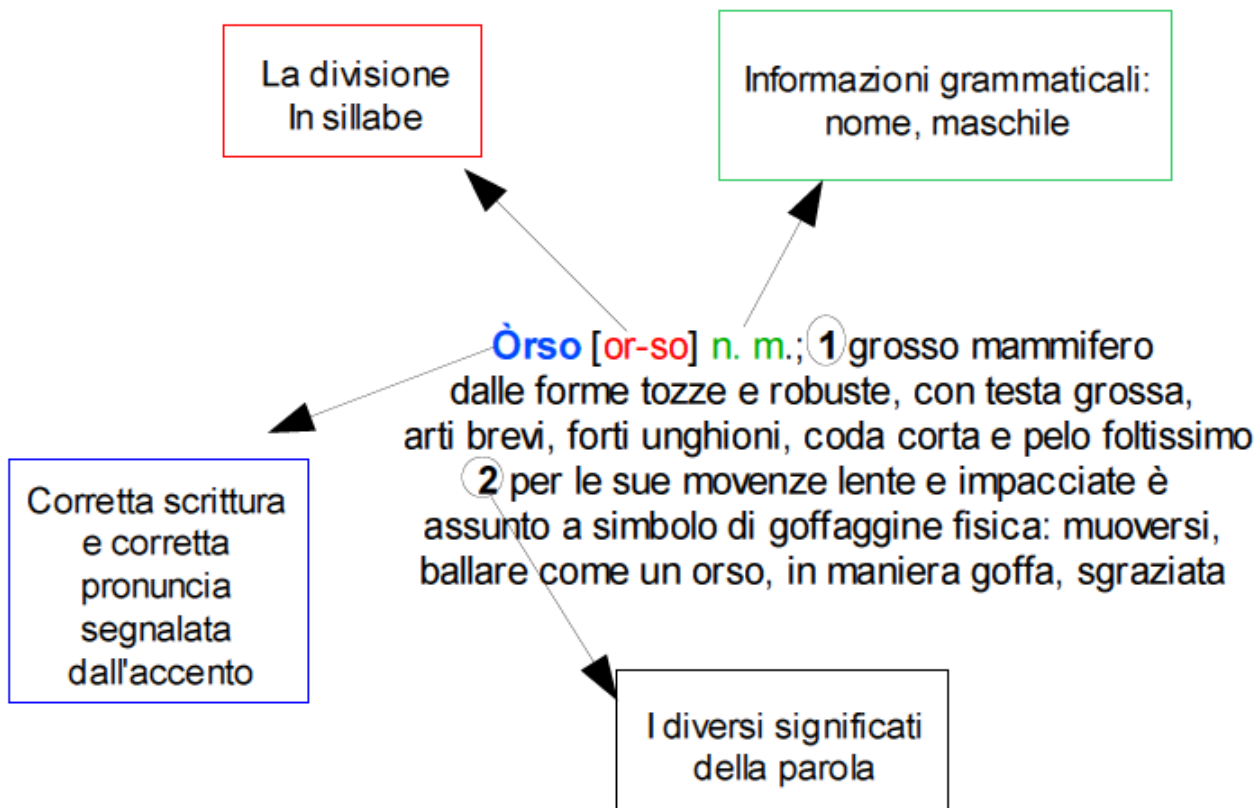 La divisione
In sillabe
Informazioni grammaticali:
nome, maschile
Òrso [or-so] n. m.; 1 grosso mammifero
dalle forme tozze e robuste, con testa grossa,
arti brevi, forti unghioni, coda corta e pelo foltissimo
2 per le sue movenze lente e impacciate è
assunto a simbolo di goffaggine fisica: muoversi,
ballare come un orso, in maniera goffa, sgraziata
Corretta scrittura
e corretta
pronuncia
segnalata
dall'accento
I diversi significati
della parola